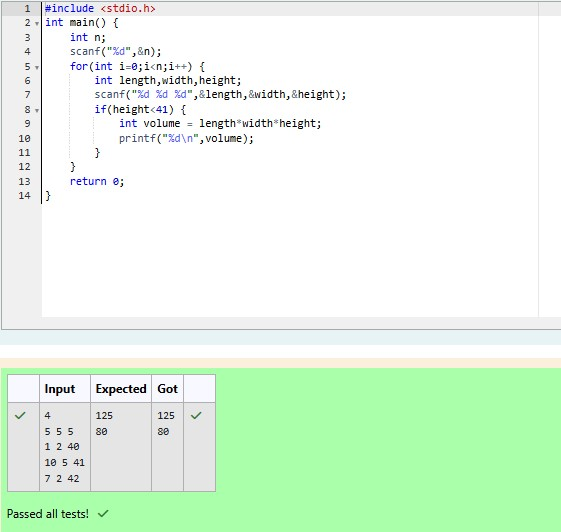 1 #include <stdio.h>
2 int main() {
3     int n;
4     scanf("%d",&n);
5     for(int i=0;i<n;i++) {
6         int length,width,height;
7         scanf("%d %d %d",&length,&width,&height);
8         if(height<41) {
9             int volume = length*width*height;
10             printf("%d\n",volume);
11         }
12     }
13     return 0;
14 }
Input Expected Got
4 125 125
5 5 5 80 80
1 2 40
10 5 41
7 2 42
Passed all tests!